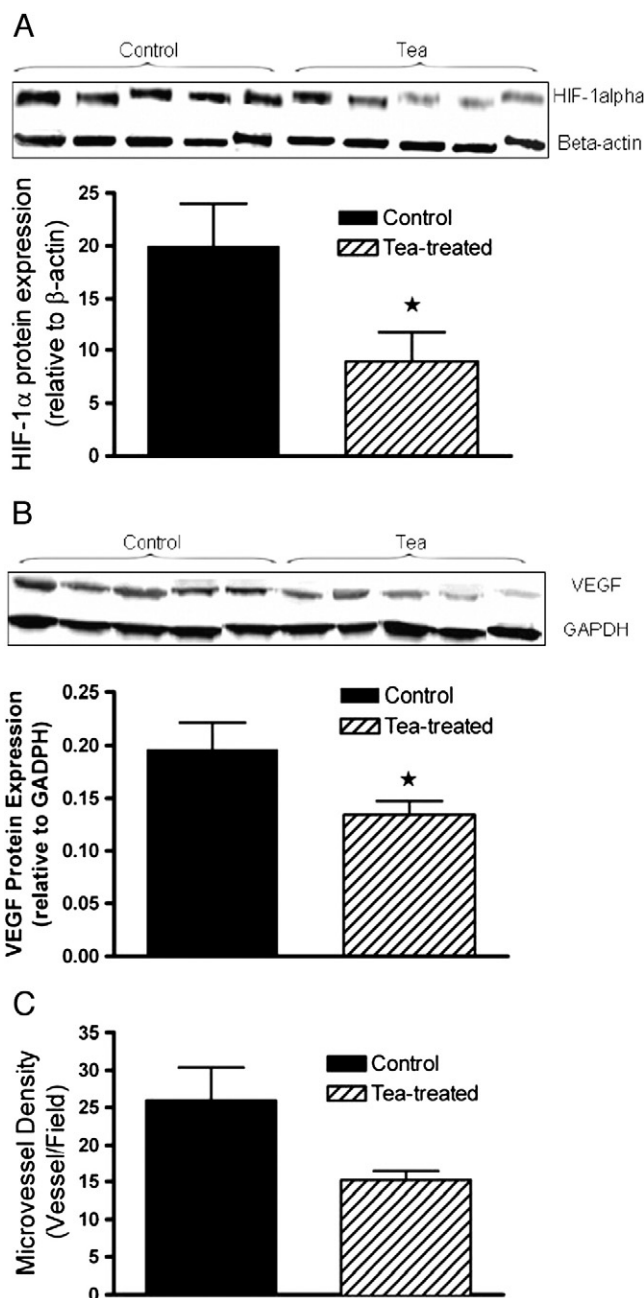 A
Control Tea
HIF-1alpha
Beta-actin
HIF-1α protein expression
(relative to β-actin)
25
20
15
10
5
0
Control
Tea-treated
★
B
Control Tea
VEGF
GAPDH
VEGF Protein Expression
(relative to GADPH)
0.25
0.20
0.15
0.10
0.05
0.00
Control
Tea-treated
★
C
Microvessel Density
(Vessel/Field)
35
30
25
20
15
10
5
0
Control
Tea-treated